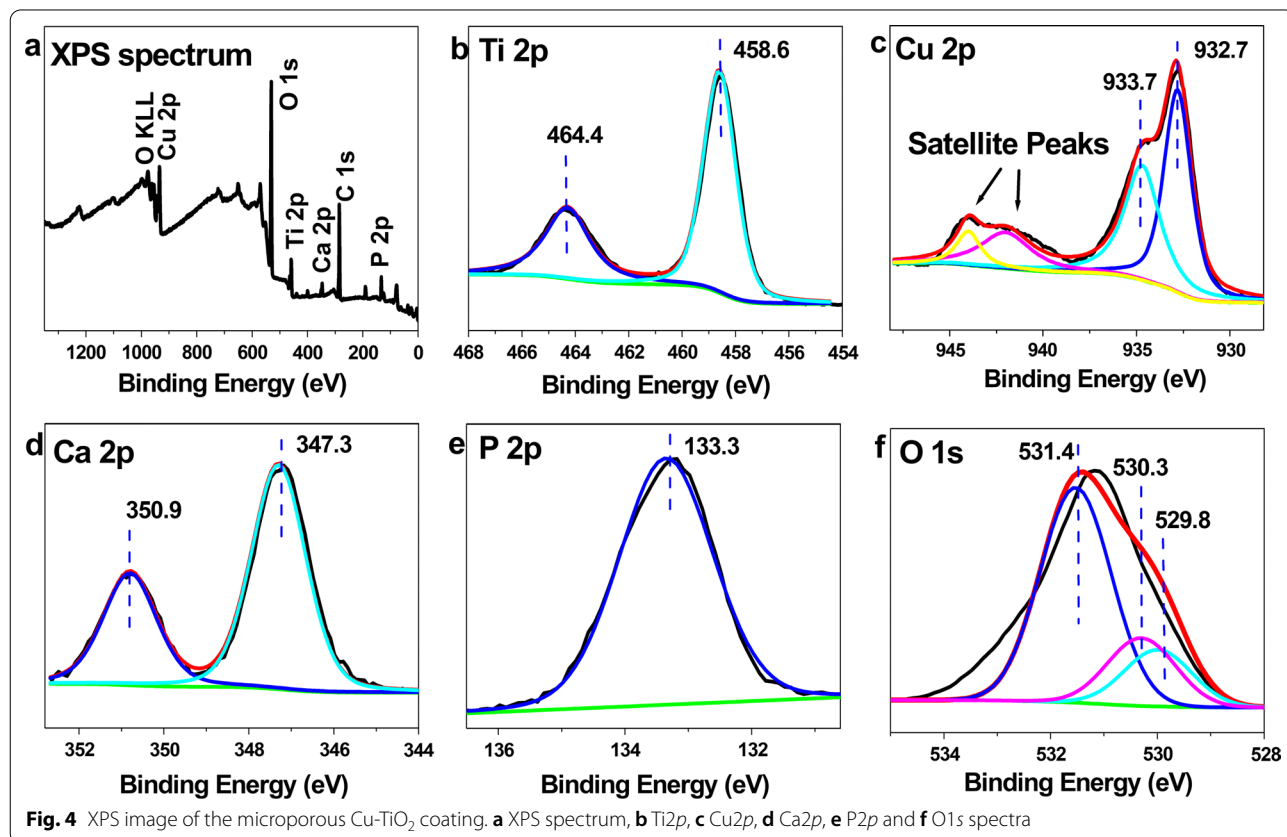 a XPS spectrum
O KLL
Cu 2p
O 1s
Ti 2p
Ca 2p
C 1s
P 2p
1200 1000 800 600 400 200 0
Binding Energy (eV)
b Ti 2p
458.6
464.4
468 466 464 462 460 458 456 454
Binding Energy (eV)
c Cu 2p
932.7
933.7
Satellite Peaks
945 940 935 930
Binding Energy (eV)
d Ca 2p
347.3
350.9
352 350 348 346 344
Binding Energy (eV)
e P 2p
133.3
136 134 132
Binding Energy (eV)
f O 1s
531.4
530.3
529.8
534 532 530 528
Binding Energy (eV)
Fig. 4 XPS image of the microporous Cu-TiO₂ coating. a XPS spectrum, b Ti2p, c Cu2p, d Ca2p, e P2p and f O1s spectra